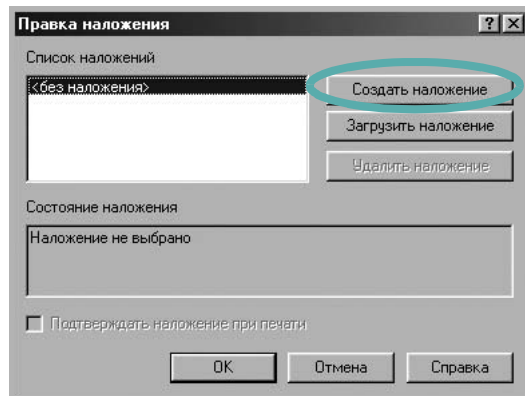 Правка наложения
Список наложений
<без наложения>
Создать наложение
Загрузить наложение
Удалить наложение
Состояние наложения
Наложение не выбрано
Подтверждать наложение при печати
OK
Отмена
Справка